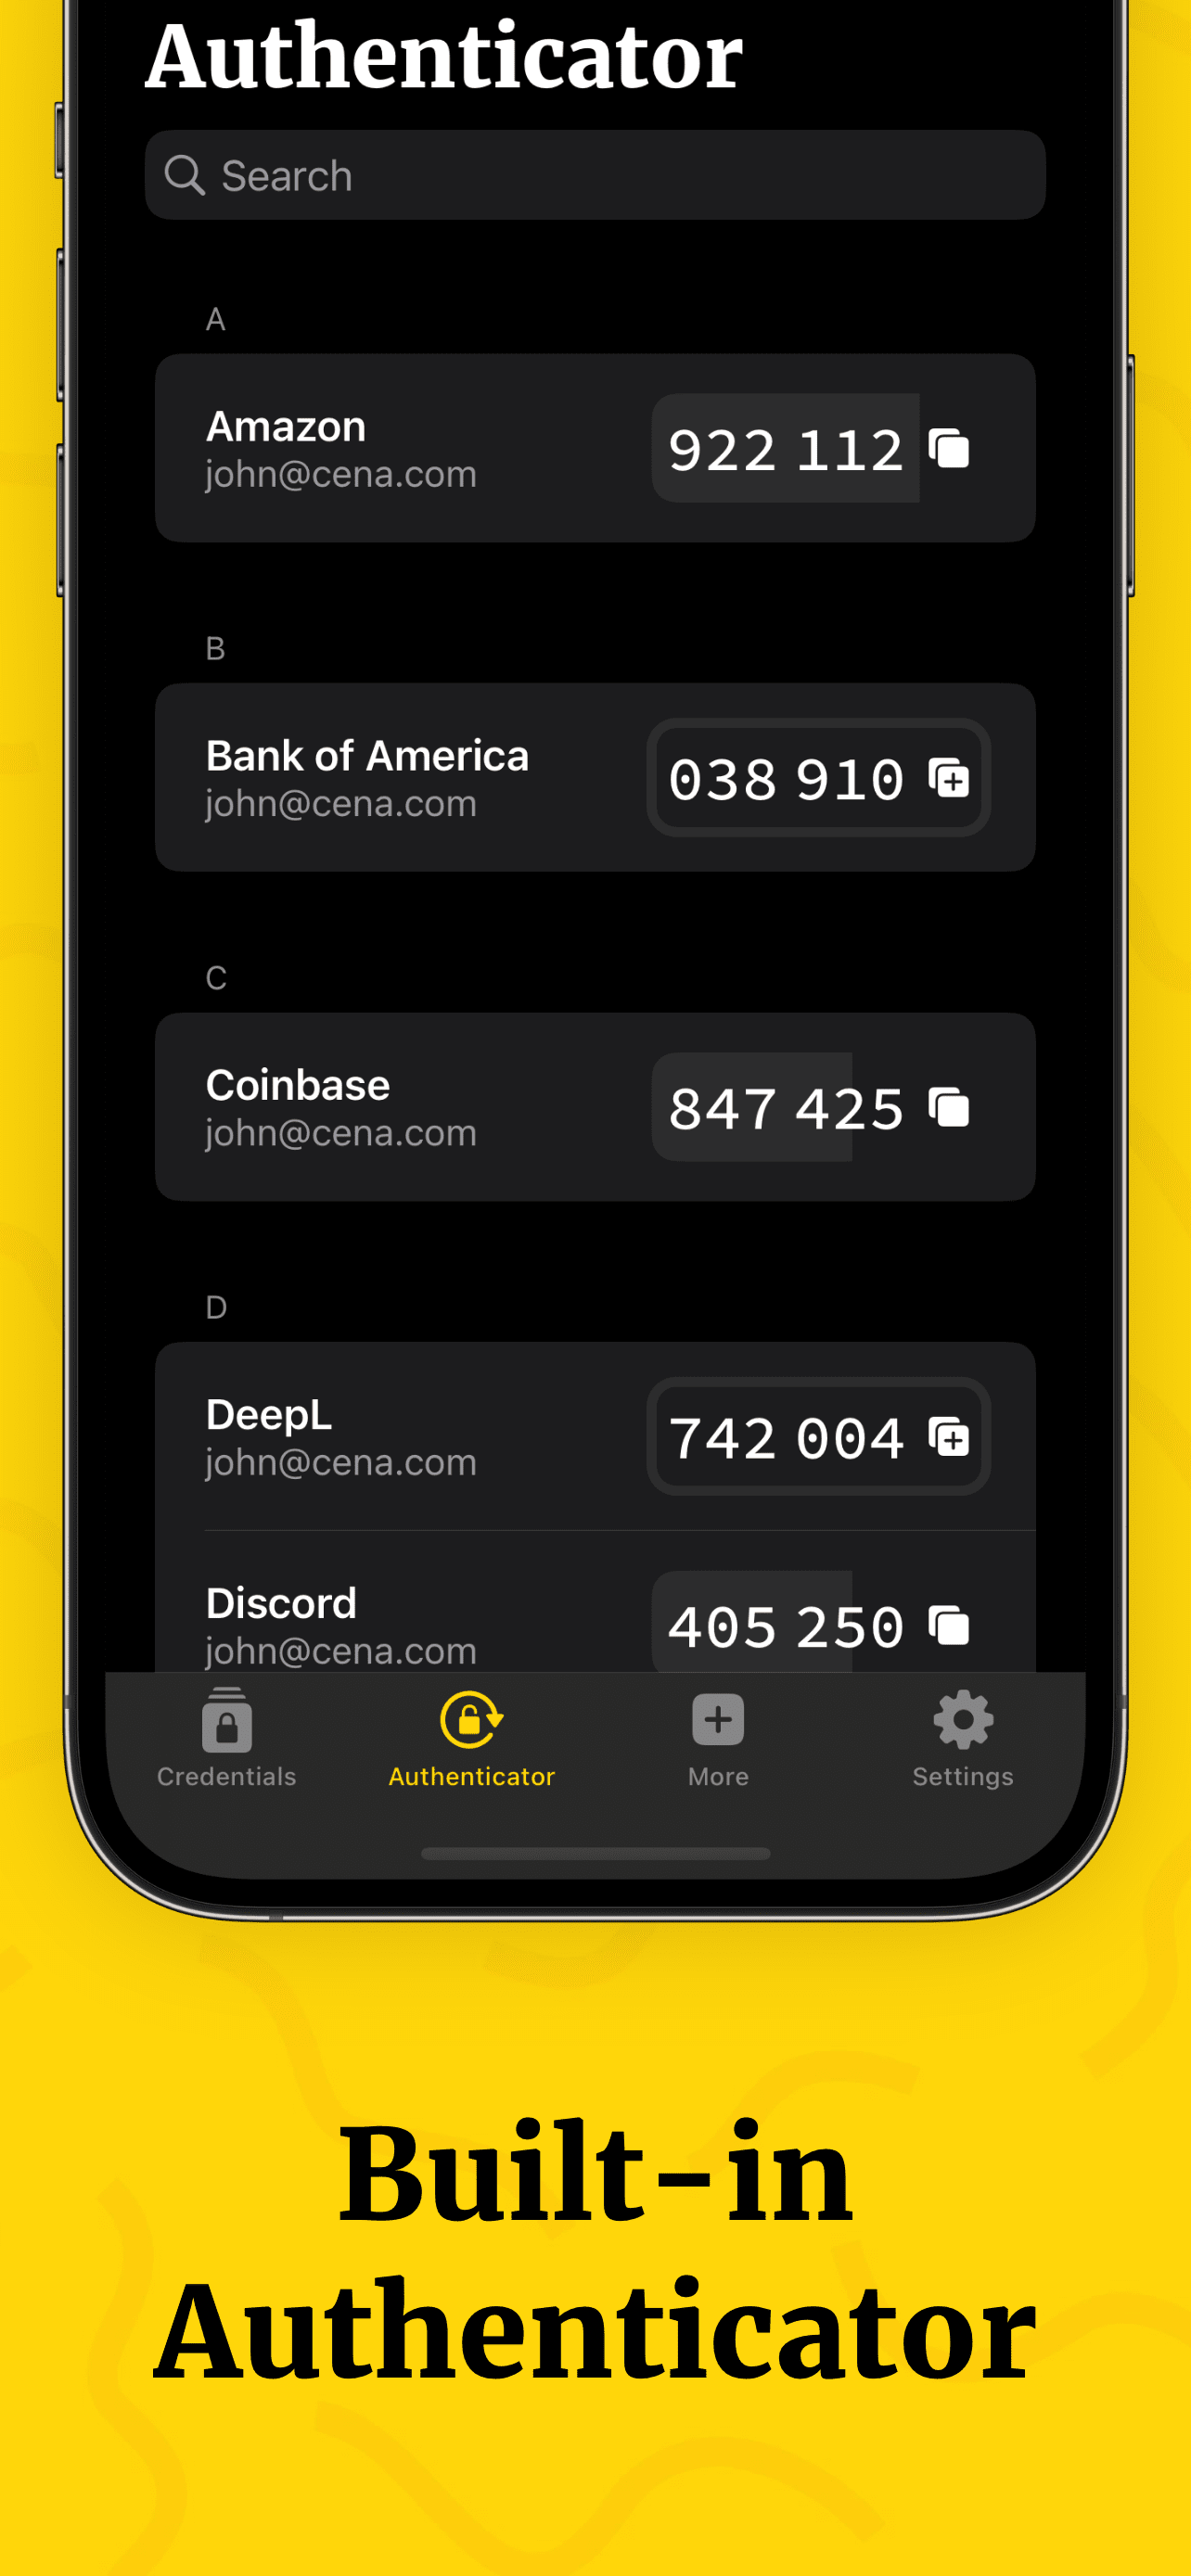 Authenticator
Search
A
Amazon
john@cena.com
922 112
B
Bank of America
john@cena.com
038 910
C
Coinbase
john@cena.com
847 425
D
DeepL
john@cena.com
742 004
Discord
john@cena.com
405 250
Credentials
Authenticator
More
Settings
Built-in
Authenticator